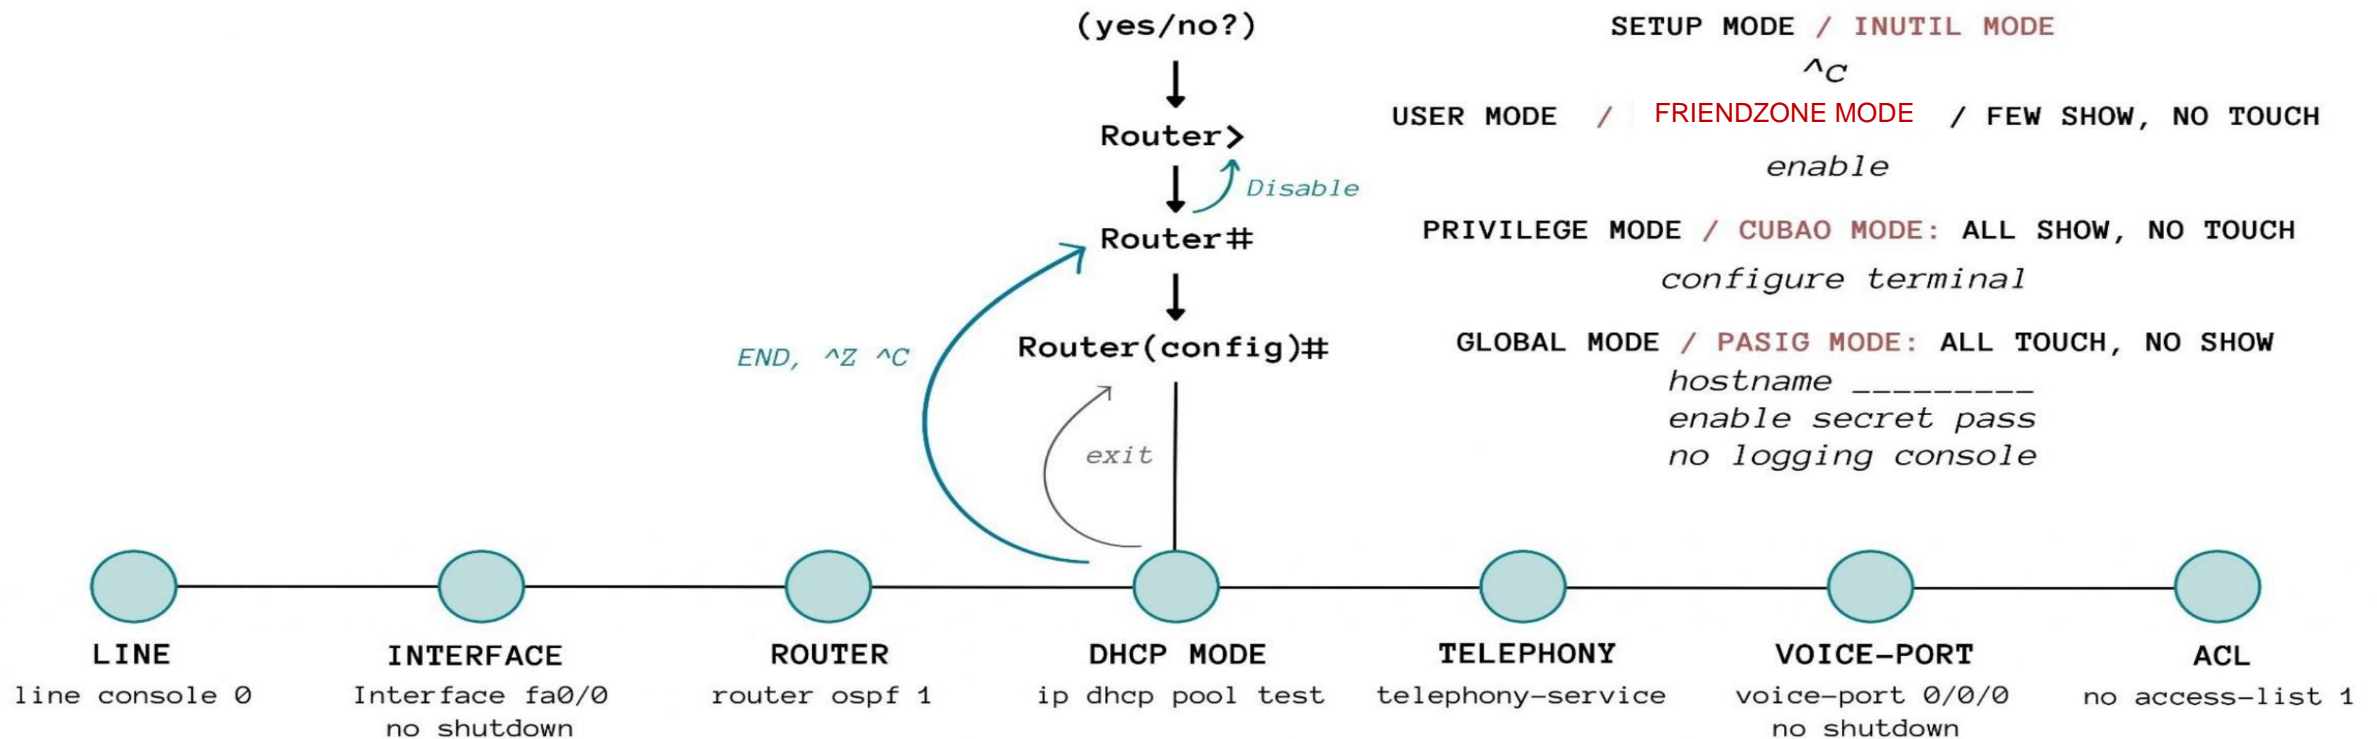 (yes/no?)
SETUP MODE / INUTIL MODE
^C
Router>
USER MODE / FRIENDZONE MODE / FEW SHOW, NO TOUCH
enable
Disable
Router#
PRIVILEGE MODE / CUBAO MODE: ALL SHOW, NO TOUCH
configure terminal
Router(config)#
GLOBAL MODE / PASIG MODE: ALL TOUCH, NO SHOW
END, ^Z ^C
hostname _________
enable secret pass
no logging console
exit
LINE
line console 0
INTERFACE
Interface fa0/0
no shutdown
ROUTER
router ospf 1
DHCP MODE
ip dhcp pool test
TELEPHONY
telephony-service
VOICE-PORT
voice-port 0/0/0
no shutdown
ACL
no access-list 1